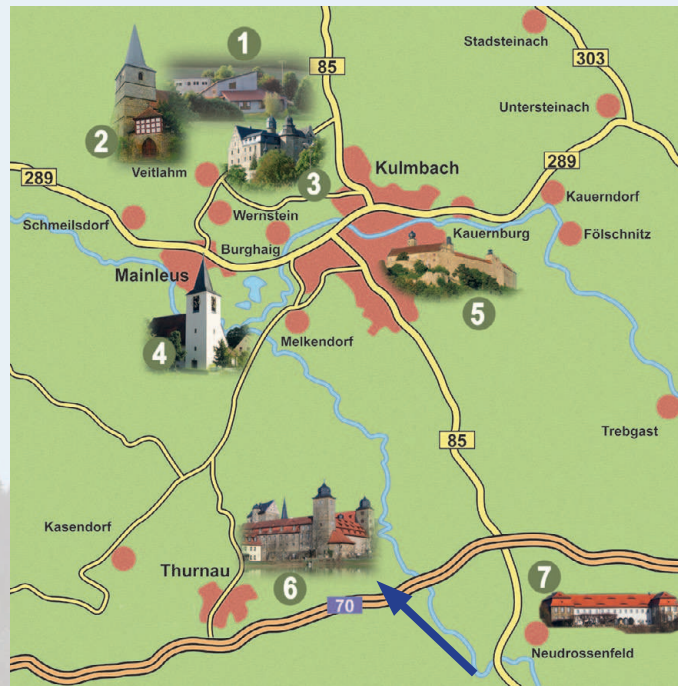 Stadsteinach
1
85
303
Untersteinach
2
Veitlahm
289
Kulmbach
289
3
Kauerndorf
Wernstein
Schmeilsdorf
Kauernburg
Fölschnitz
Burghaig
Mainleus
5
4
Melkendorf
Trebgast
85
Kasendorf
Thurnau
6
7
70
Neudrossenfeld